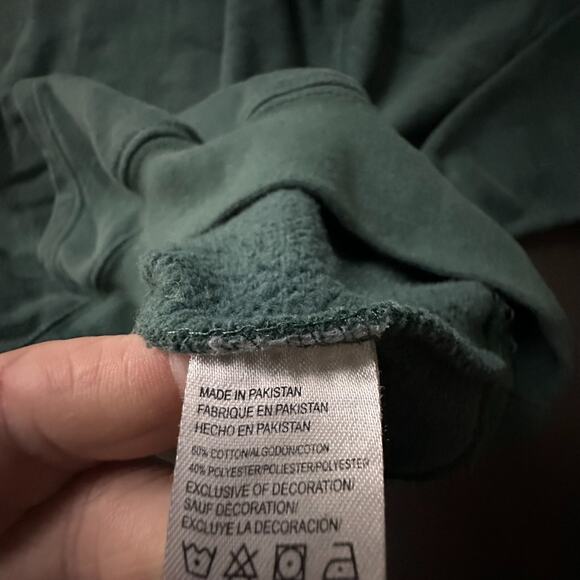 MADE IN PAKISTAN
FABRIQUE EN PAKISTAN
HECHO EN PAKISTAN
60% COTTON/ALGODON/COTON
40% POLYESTER/POLIESTER/POLYESTER
EXCLUSIVE OF DECORATION/
SAUF DECORATION/
EXCLUYE LA DECORACIÓN/